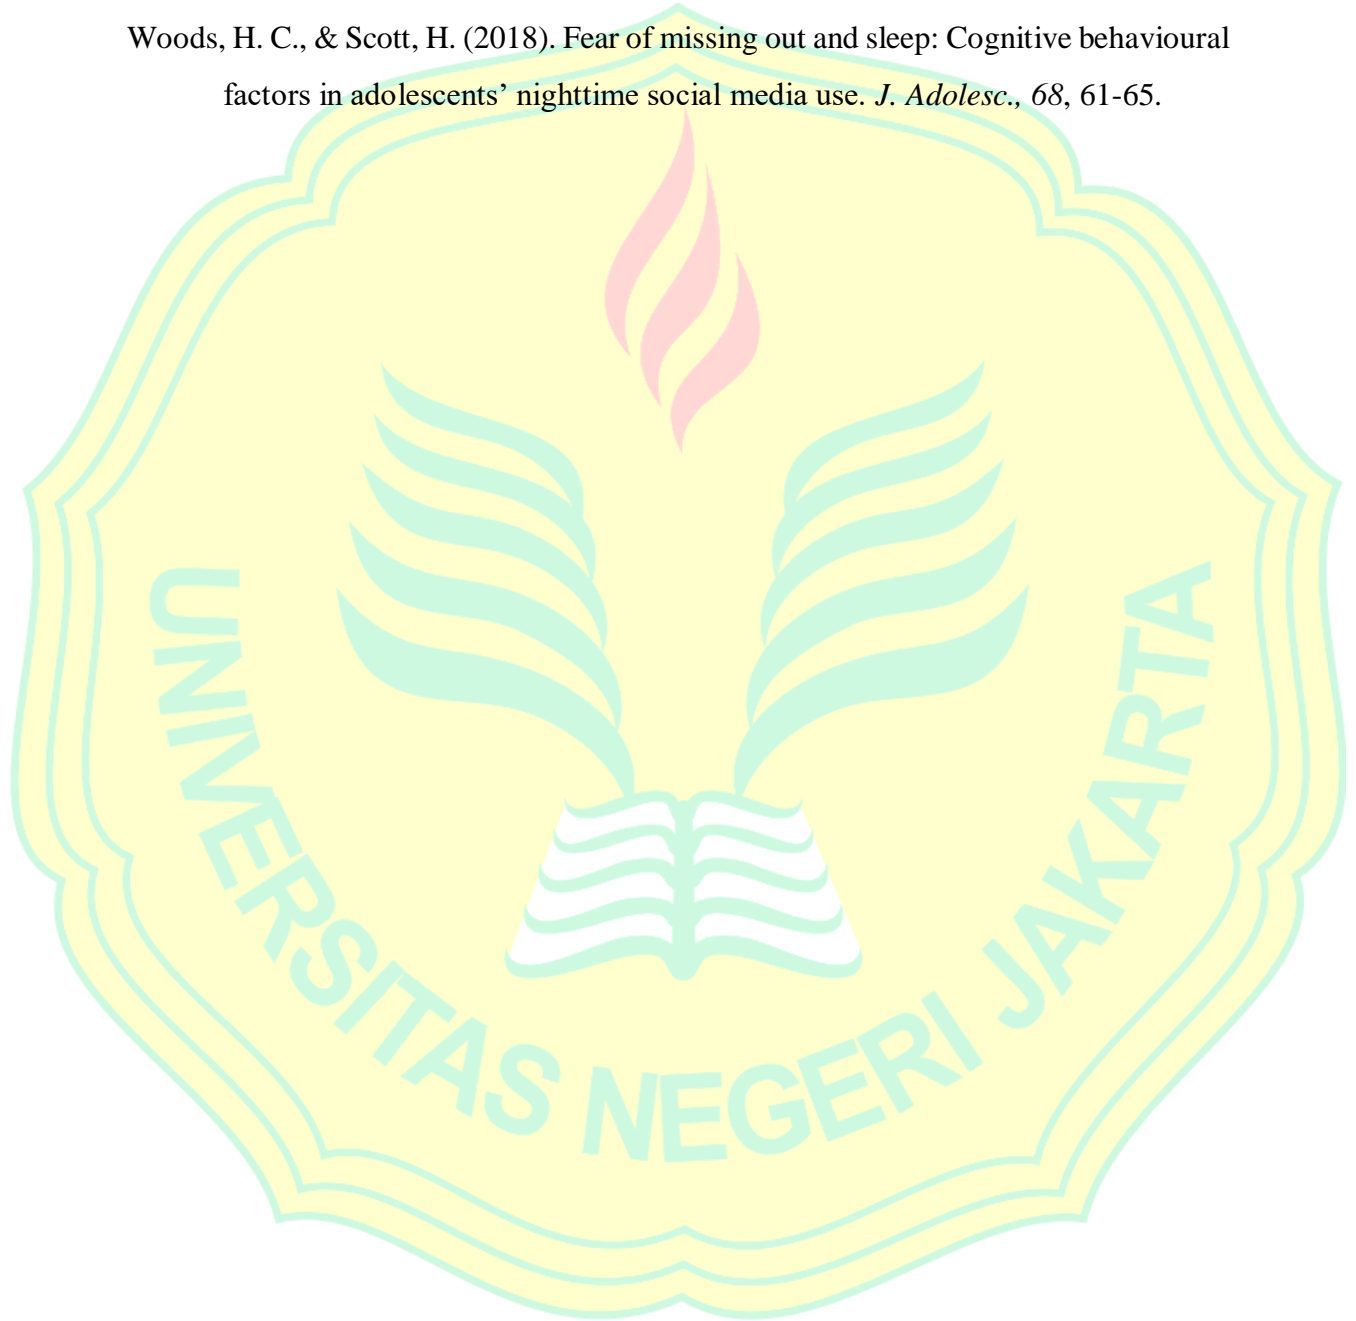 Woods, H. C., & Scott, H. (2018). Fear of missing out and sleep: Cognitive behavioural
factors in adolescents’ nighttime social media use. J. Adolesc., 68, 61-65.
UNIVERSITAS NEGERI JAKARTA